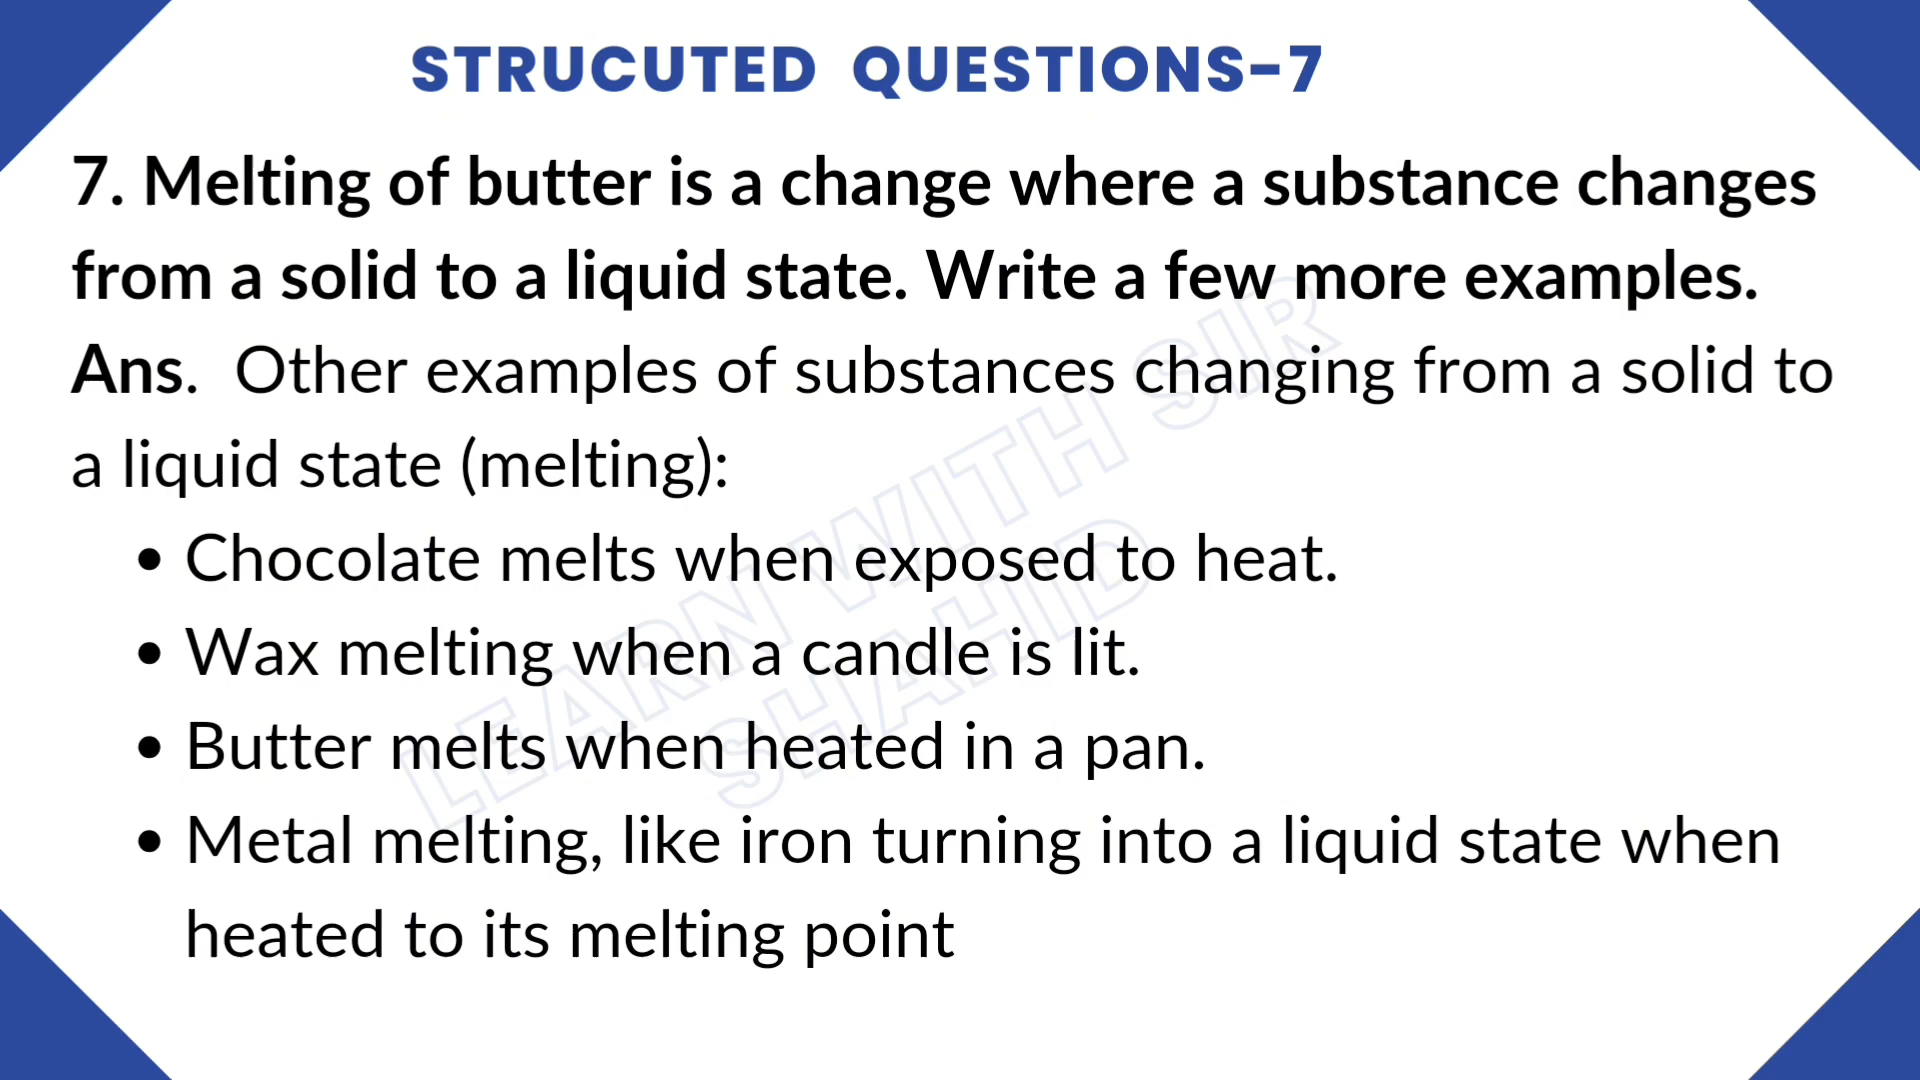 STRUCUTED QUESTIONS-7
7. Melting of butter is a change where a substance changes
from a solid to a liquid state. Write a few more examples.
Ans. Other examples of substances changing from a solid to
a liquid state (melting):
• Chocolate melts when exposed to heat.
• Wax melting when a candle is lit.
• Butter melts when heated in a pan.
• Metal melting, like iron turning into a liquid state when
heated to its melting point
LEARN WITH SIR
SHAHID